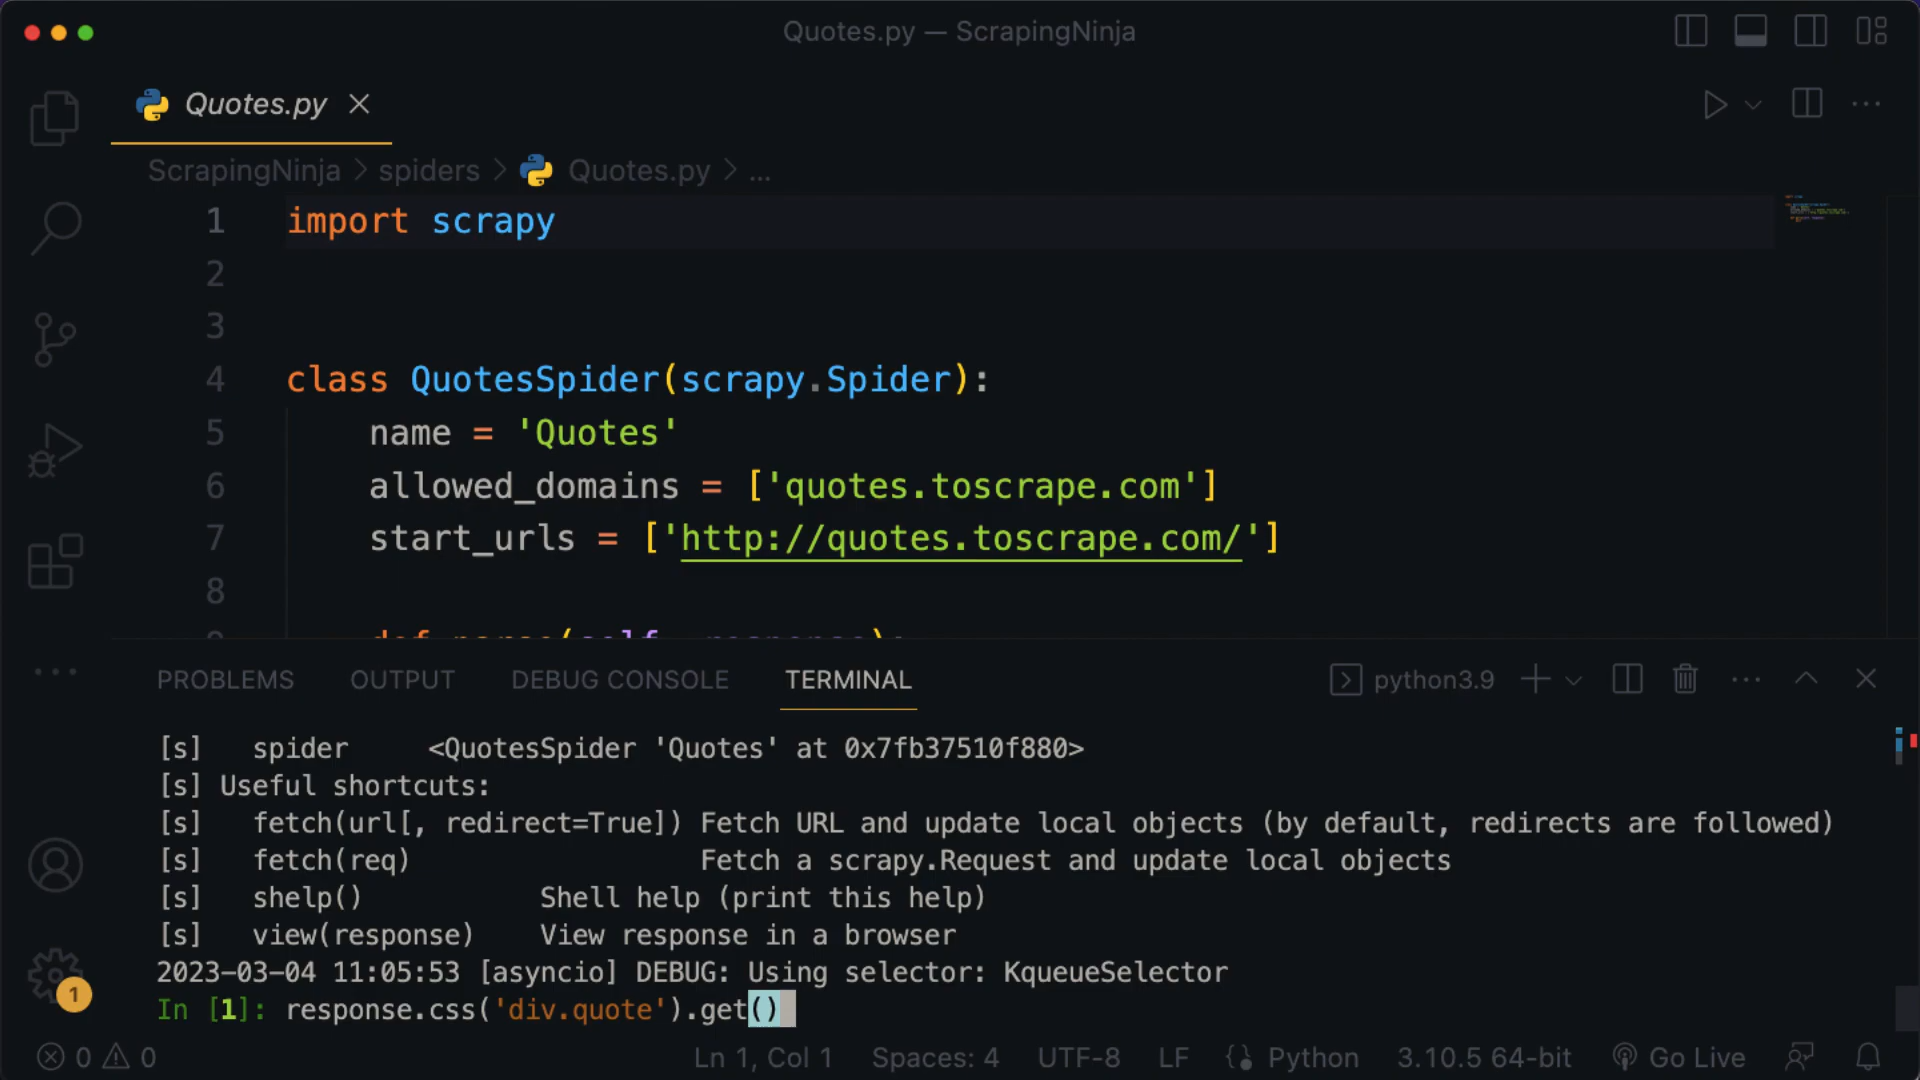 Quotes.py — ScrapingNinja
Quotes.py
ScrapingNinja > spiders > Quotes.py > ...
1 import scrapy
2
3
4 class QuotesSpider(scrapy.Spider):
5 name = 'Quotes'
6 allowed_domains = ['quotes.toscrape.com']
7 start_urls = ['http://quotes.toscrape.com/']
8
9 def parse(self, response):
PROBLEMS OUTPUT DEBUG CONSOLE TERMINAL python3.9
[s] spider <QuotesSpider 'Quotes' at 0x7fb37510f880>
[s] Useful shortcuts:
[s] fetch(url[, redirect=True]) Fetch URL and update local objects (by default, redirects are followed)
[s] fetch(req) Fetch a scrapy.Request and update local objects
[s] shelp() Shell help (print this help)
[s] view(response) View response in a browser
2023-03-04 11:05:53 [asyncio] DEBUG: Using selector: KqueueSelector
In [1]: response.css('div.quote').get()
1
0 0 Ln 1, Col 1 Spaces: 4 UTF-8 LF Python 3.10.5 64-bit Go Live